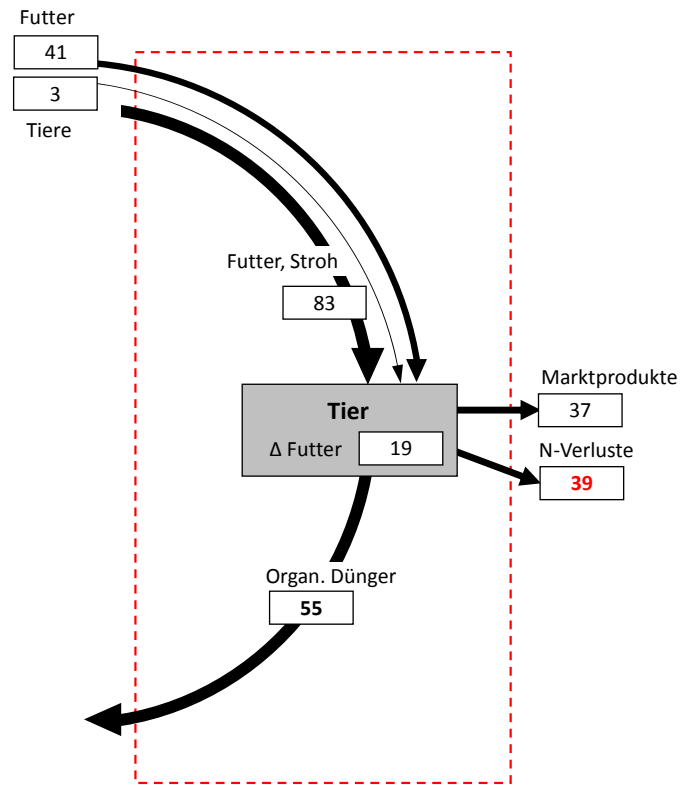 Futter
41
3
Tiere
Futter, Stroh
83
Tier
Δ Futter 19
Marktprodukte
37
N-Verluste
39
Organ. Dünger
55